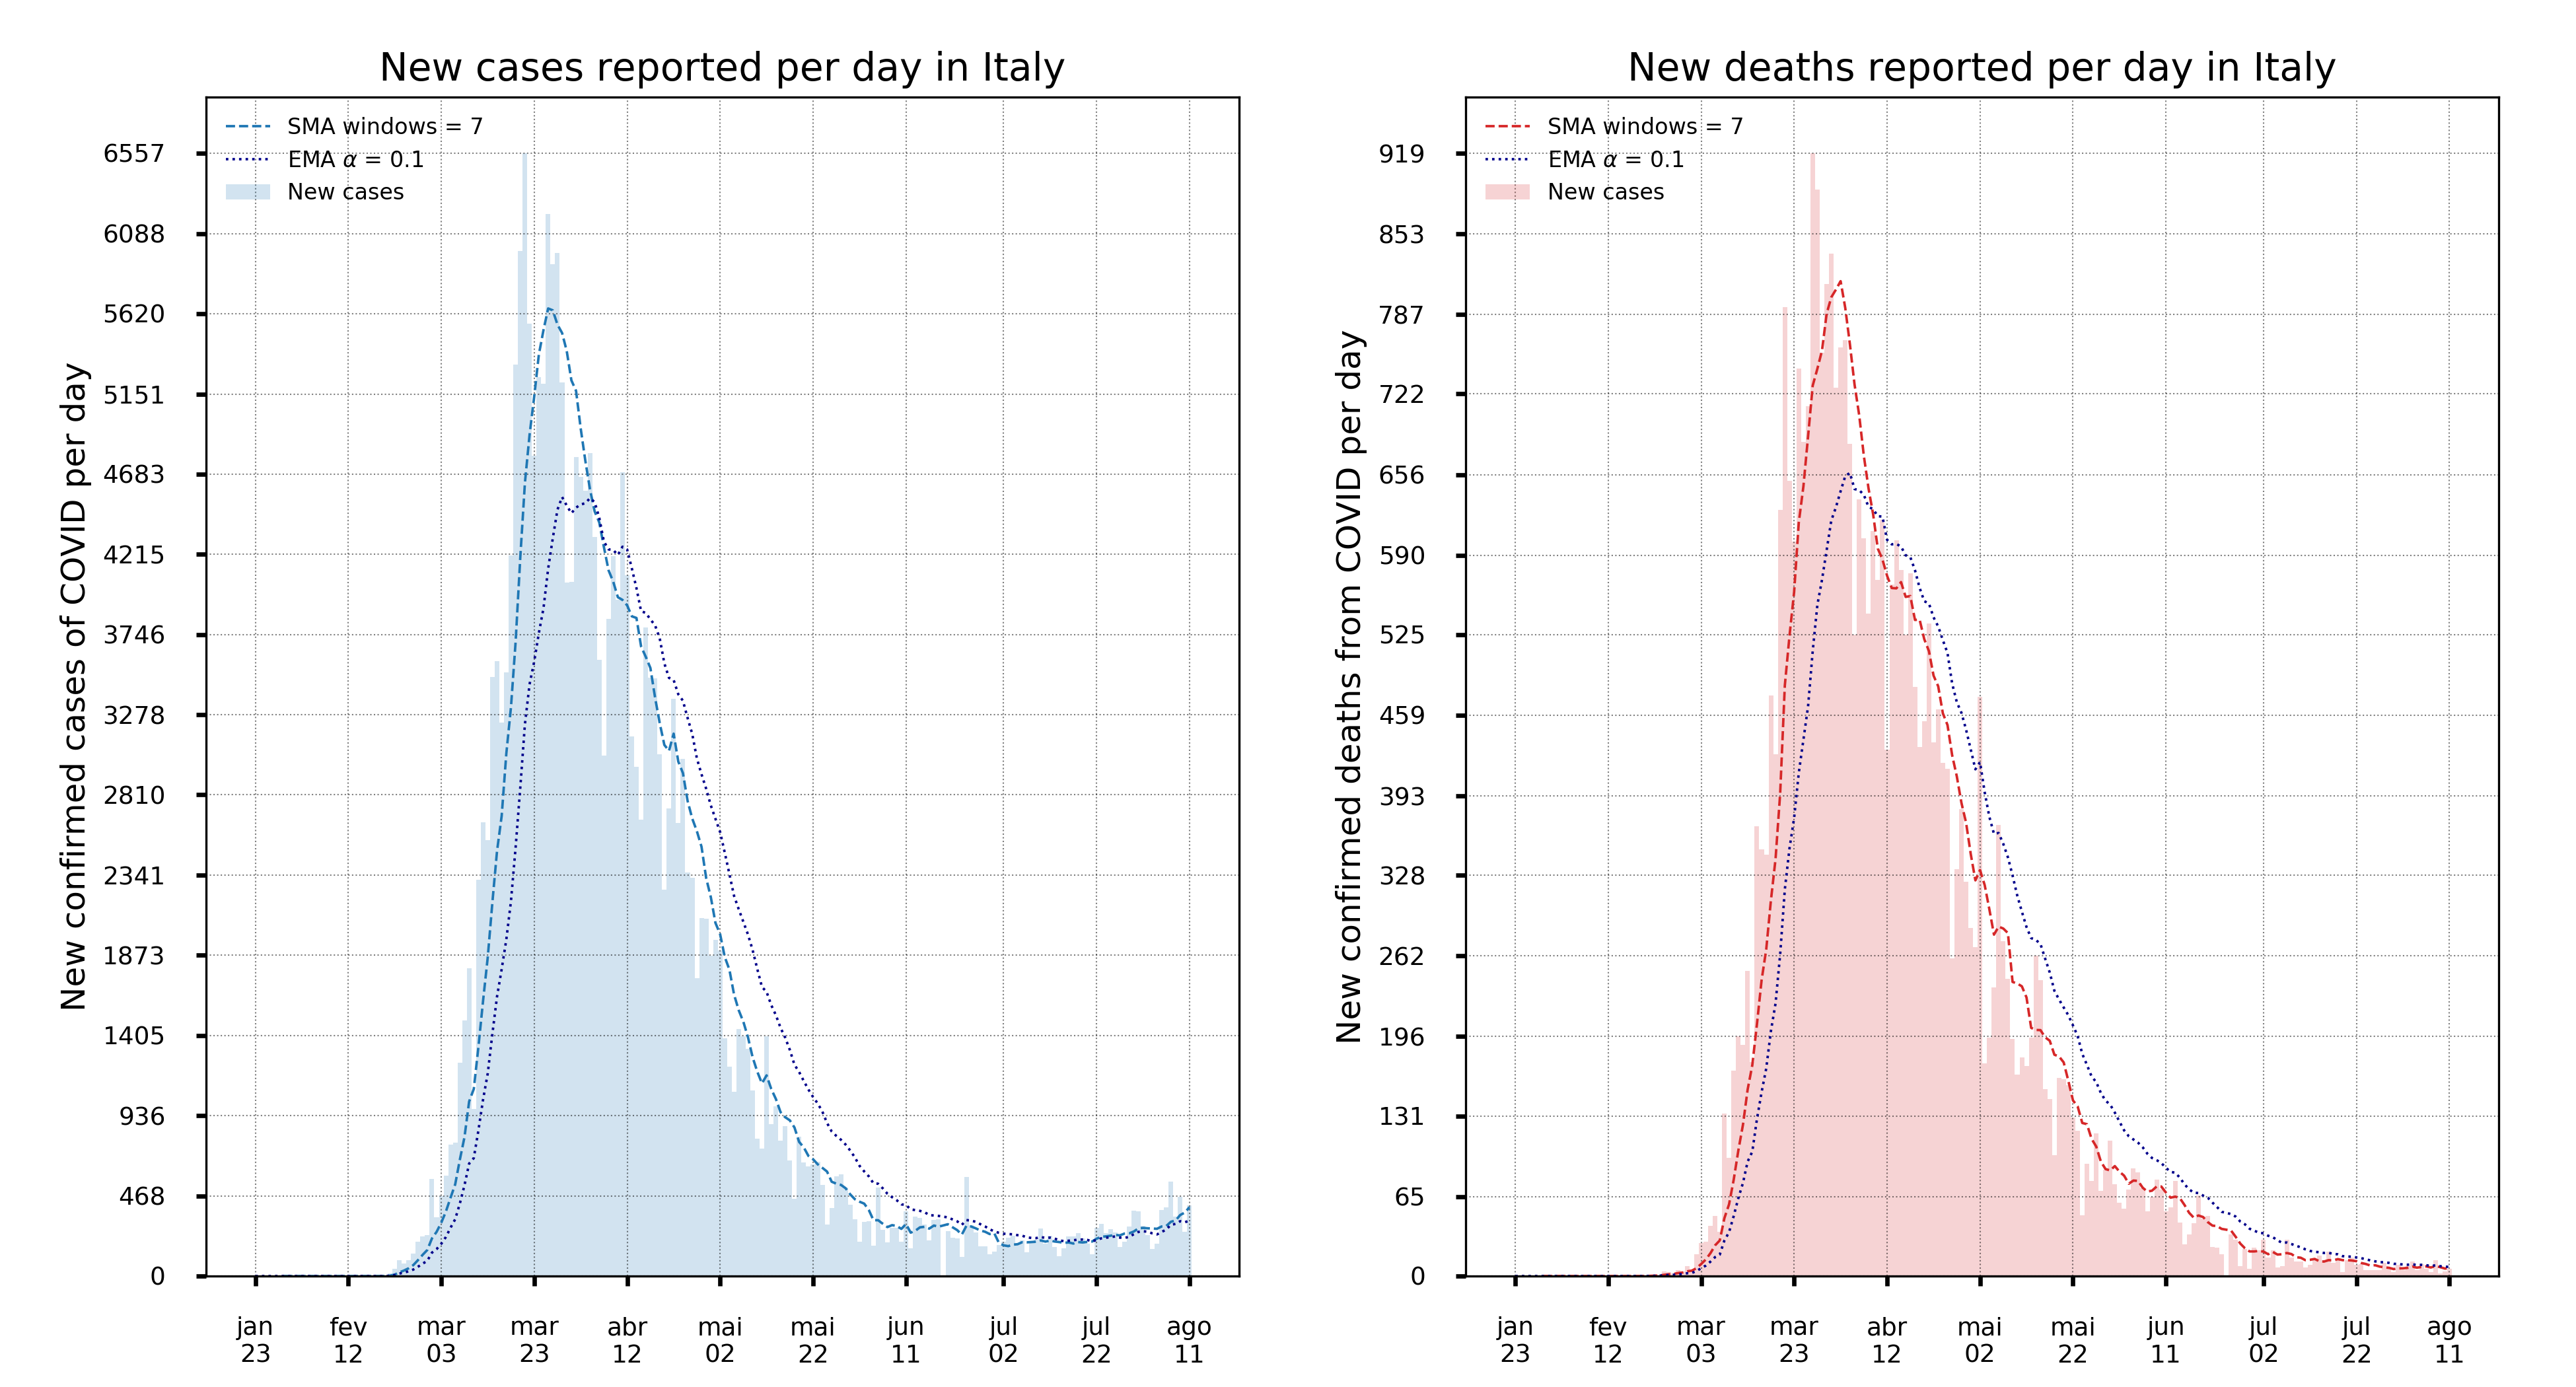 New cases reported per day in Italy
SMA windows = 7
EMA α = 0.1
New cases
New confirmed cases of COVID per day
6557
6088
5620
5151
4683
4215
3746
3278
2810
2341
1873
1405
936
468
0
jan 23
fev 12
mar 03
mar 23
abr 12
mai 02
mai 22
jun 11
jul 02
jul 22
ago 11
New deaths reported per day in Italy
SMA windows = 7
EMA α = 0.1
New cases
New confirmed deaths from COVID per day
919
853
787
722
656
590
525
459
393
328
262
196
131
65
0
jan 23
fev 12
mar 03
mar 23
abr 12
mai 02
mai 22
jun 11
jul 02
jul 22
ago 11